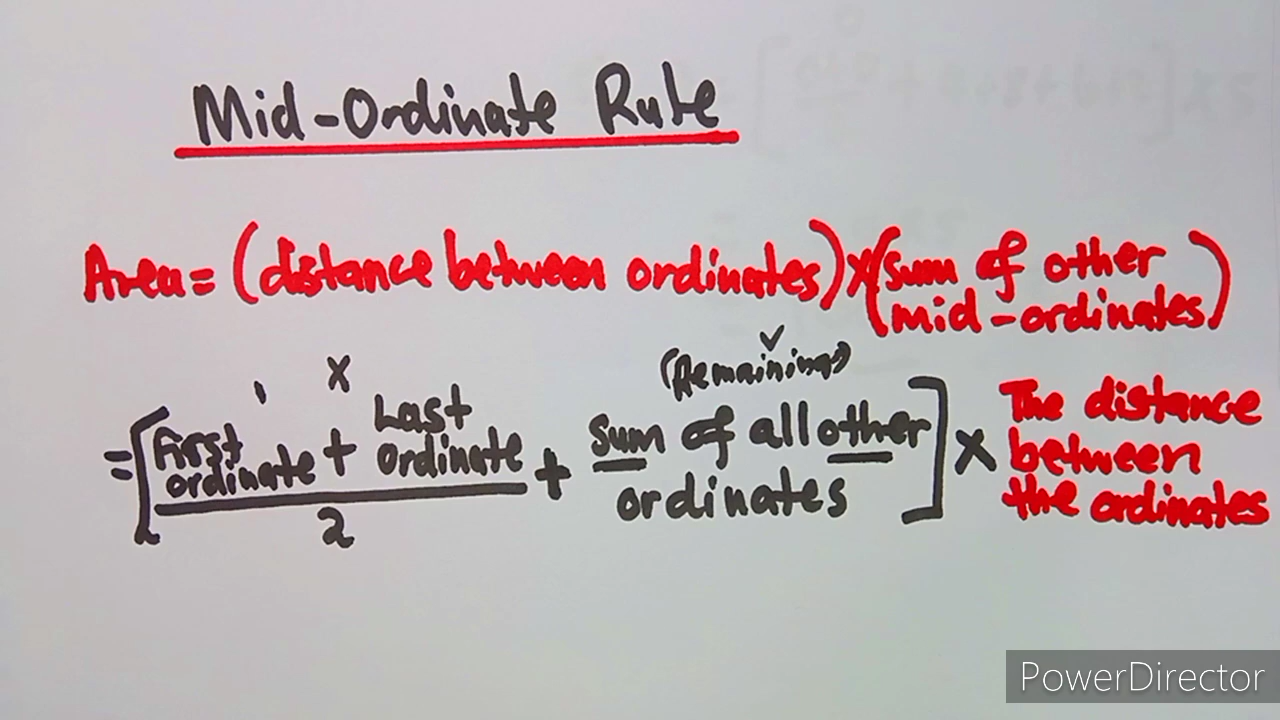 Mid-Ordinate Rule
Area = (distance between ordinates) × (sum of other
mid-ordinates)
(Remaining)
= [First ordinate + Last ordinate / 2 + sum of all other ordinates] × The distance between the ordinates
PowerDirector